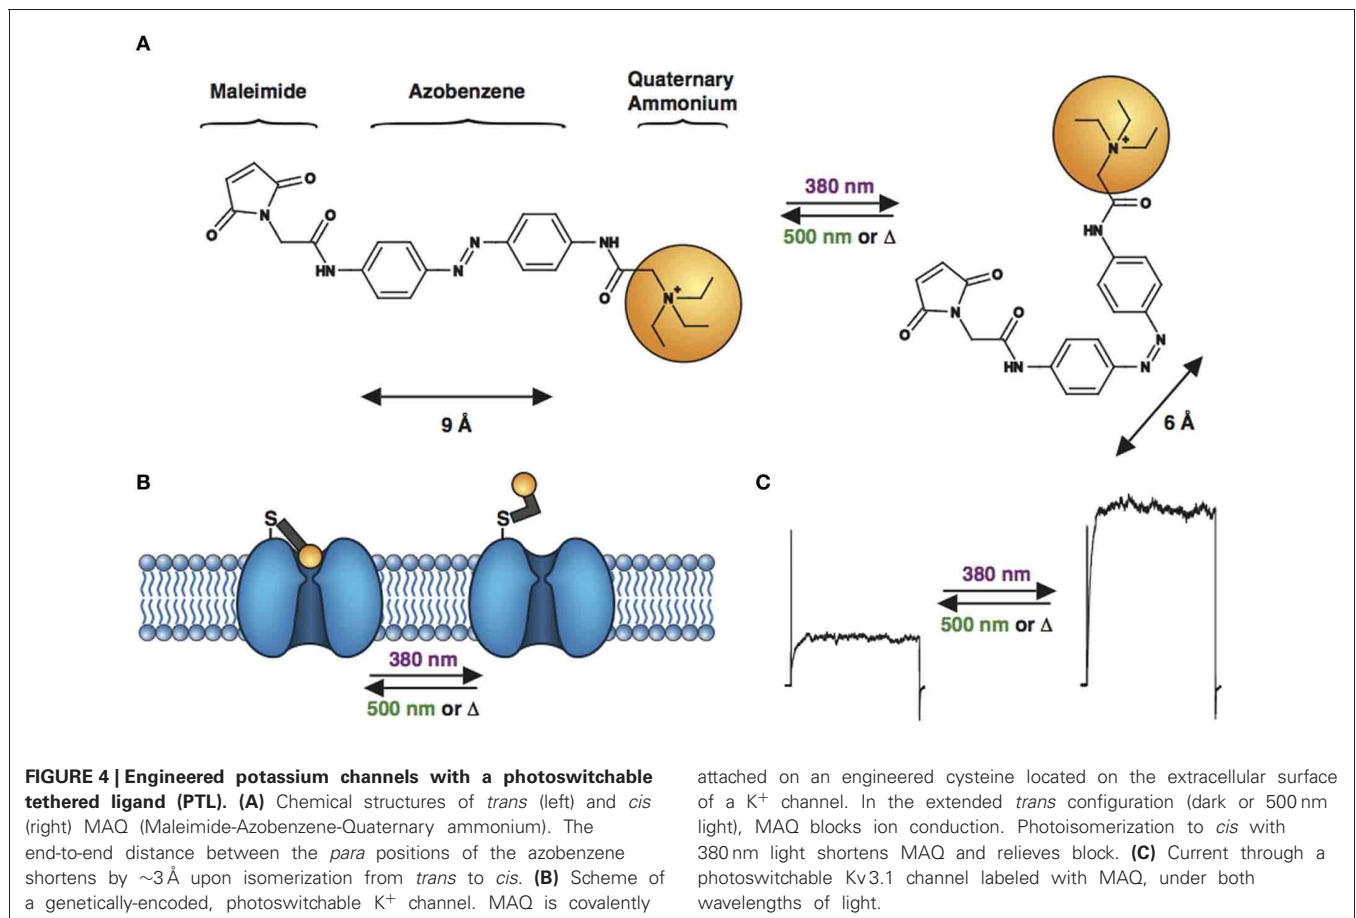 A
Maleimide
Azobenzene
Quaternary
Ammonium
O
N
O
O
HN
N
N
NH
O
N+
380 nm
500 nm or Δ
N+
O
HN
O
N
O
O
HN
N
N
9 Å
6 Å
B
S
S
380 nm
500 nm or Δ
C
380 nm
500 nm or Δ
FIGURE 4 | Engineered potassium channels with a photoswitchable
tethered ligand (PTL). (A) Chemical structures of trans (left) and cis
(right) MAQ (Maleimide-Azobenzene-Quaternary ammonium). The
end-to-end distance between the para positions of the azobenzene
shortens by ~3 Å upon isomerization from trans to cis. (B) Scheme of
a genetically-encoded, photoswitchable K+ channel. MAQ is covalently
attached on an engineered cysteine located on the extracellular surface
of a K+ channel. In the extended trans configuration (dark or 500 nm
light), MAQ blocks ion conduction. Photoisomerization to cis with
380 nm light shortens MAQ and relieves block. (C) Current through a
photoswitchable Kv3.1 channel labeled with MAQ, under both
wavelengths of light.